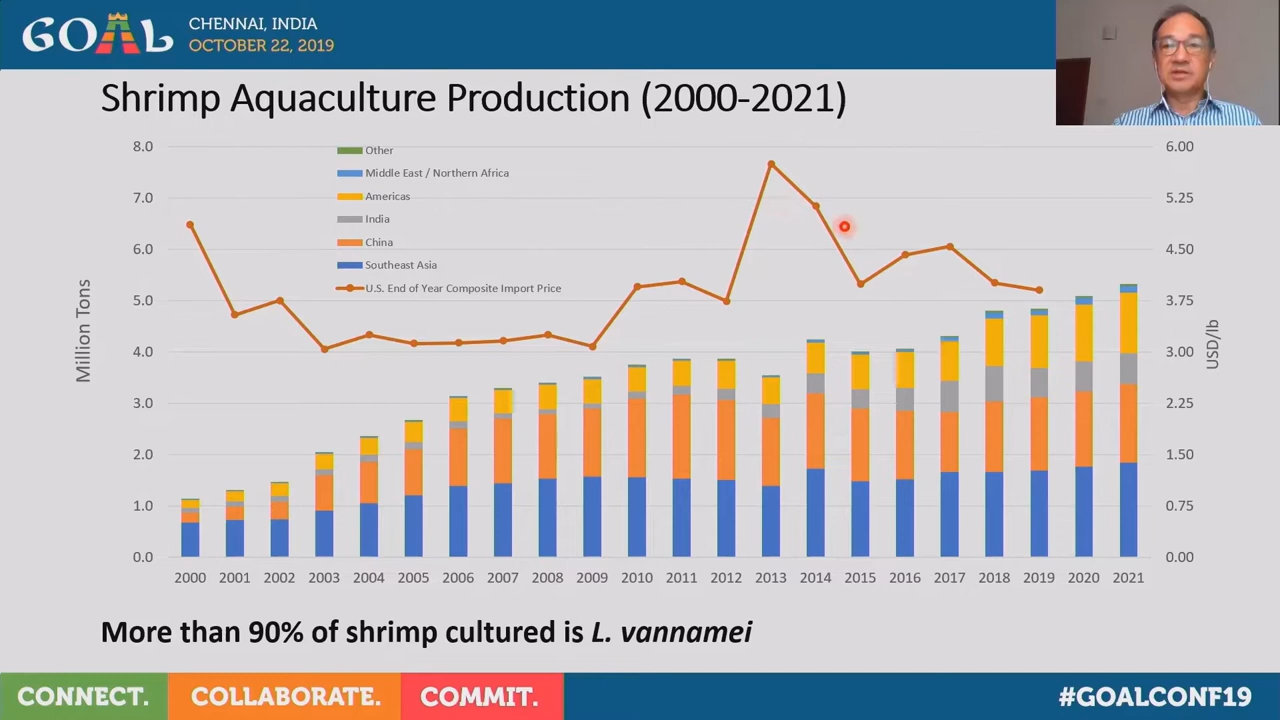 GOAL
CHENNAI, INDIA
OCTOBER 22, 2019
Shrimp Aquaculture Production (2000-2021)
8.0
7.0
6.0
5.0
4.0
3.0
2.0
1.0
0.0
Million Tons
Other
Middle East / Northern Africa
Americas
India
China
Southeast Asia
U.S. End of Year Composite Import Price
6.00
5.25
4.50
3.75
3.00
2.25
1.50
0.75
0.00
USD/lb
2000 2001 2002 2003 2004 2005 2006 2007 2008 2009 2010 2011 2012 2013 2014 2015 2016 2017 2018 2019 2020 2021
More than 90% of shrimp cultured is L. vannamei
CONNECT. COLLABORATE. COMMIT. #GOALCONF19